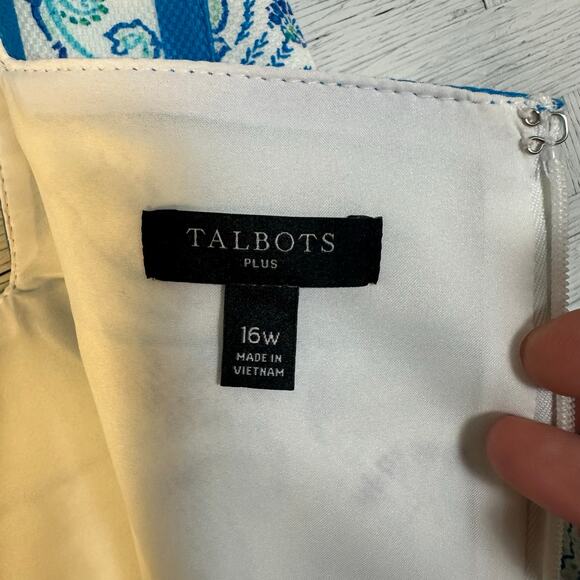 TALBOTS
PLUS
16W
MADE IN
VIETNAM